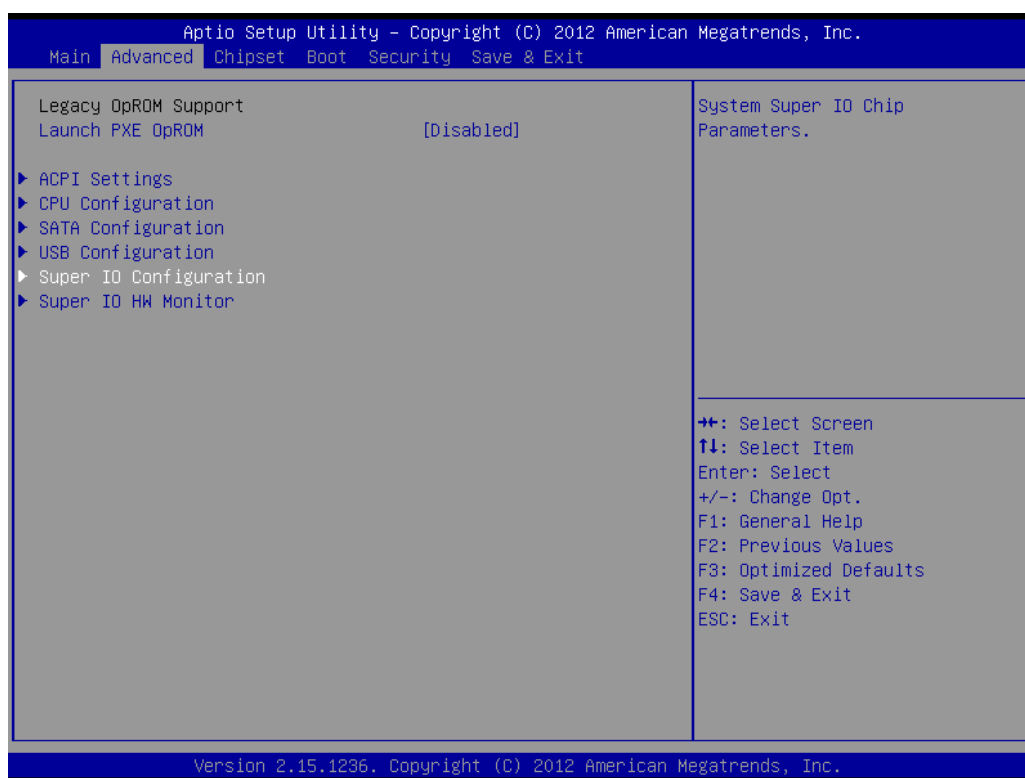 Aptio Setup Utility – Copyright (C) 2012 American Megatrends, Inc.
Main Advanced Chipset Boot Security Save & Exit
Legacy OpROM Support
Launch PXE OpROM [Disabled]
▶ ACPI Settings
▶ CPU Configuration
▶ SATA Configuration
▶ USB Configuration
▶ Super IO Configuration
▶ Super IO HW Monitor
System Super IO Chip
Parameters.
→←: Select Screen
↑↓: Select Item
Enter: Select
+/-: Change Opt.
F1: General Help
F2: Previous Values
F3: Optimized Defaults
F4: Save & Exit
ESC: Exit
Version 2.15.1236. Copyright (C) 2012 American Megatrends, Inc.